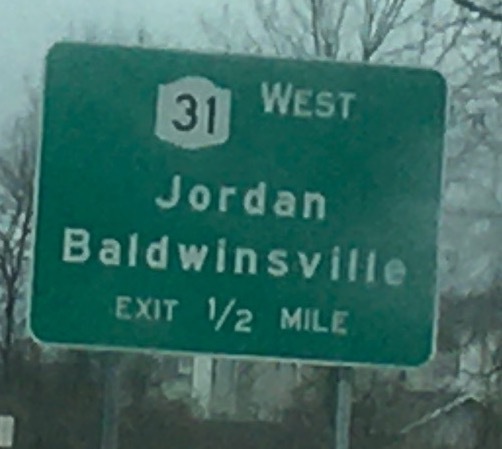 31 WEST
Jordan
Baldwinsville
EXIT 1/2 MILE